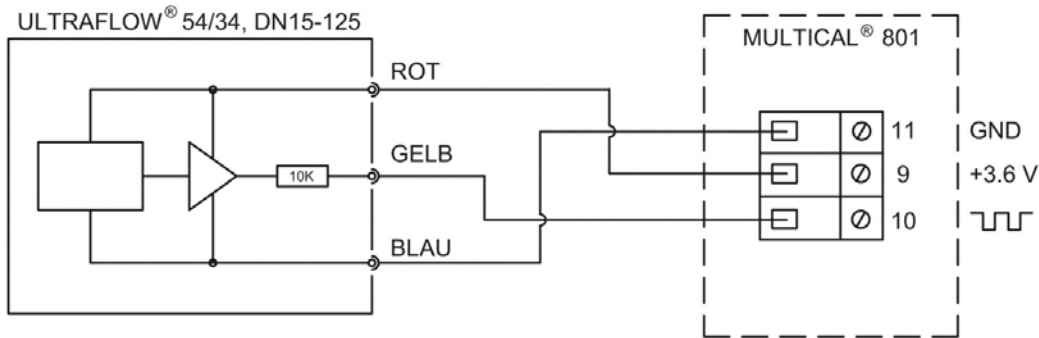 ULTRAFLOW® 54/34, DN15-125
MULTICAL® 801
ROT
GELB
10K
BLAU
11 GND
9 +3.6 V
10